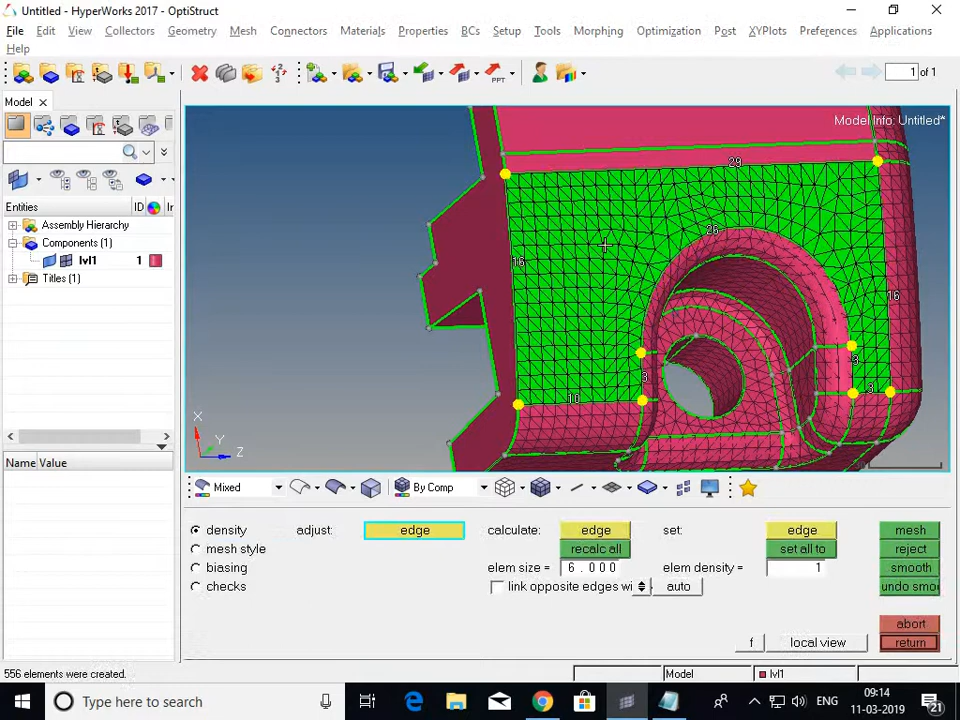 Untitled - HyperWorks 2017 - OptiStruct
File Edit View Collectors Geometry Mesh Connectors Materials Properties BCs Setup Tools Morphing Optimization Post XYPlots Preferences Applications
Help
PPT
1 of 1
Model
Model Info: Untitled*
Entities ID In
Assembly Hierarchy
Components (1)
lvl1 1
Titles (1)
29
26
16
16
3
3
3
10
X
Y
Z
Name Value
Mixed By Comp
density adjust: edge calculate: edge set: edge mesh
mesh style recalc all set all to reject
biasing elem size = 6.000 elem density = 1 smooth
checks link opposite edges wi auto undo smo
abort
f local view return
556 elements were created. Model lvl1
Type here to search
ENG
09:14
11-03-2019
21